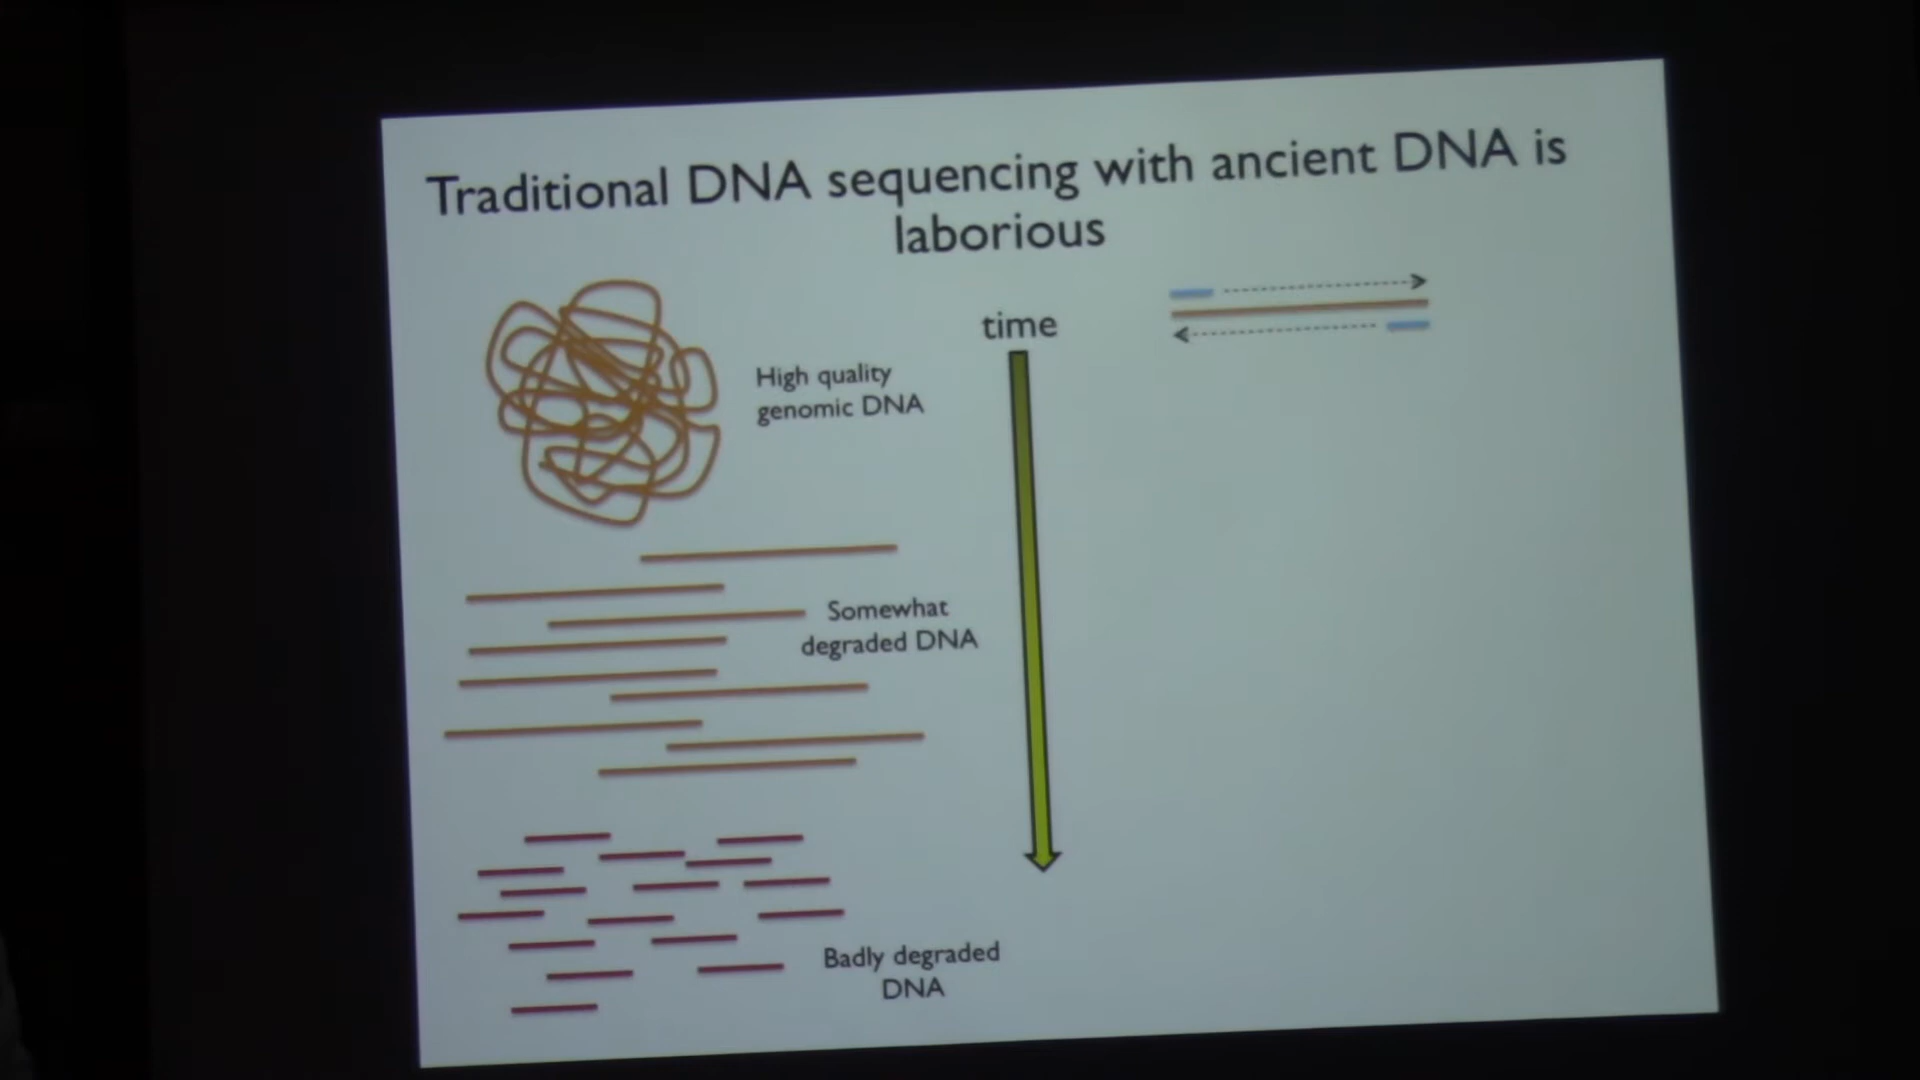 Traditional DNA sequencing with ancient DNA is
laborious
time
High quality
genomic DNA
Somewhat
degraded DNA
Badly degraded
DNA